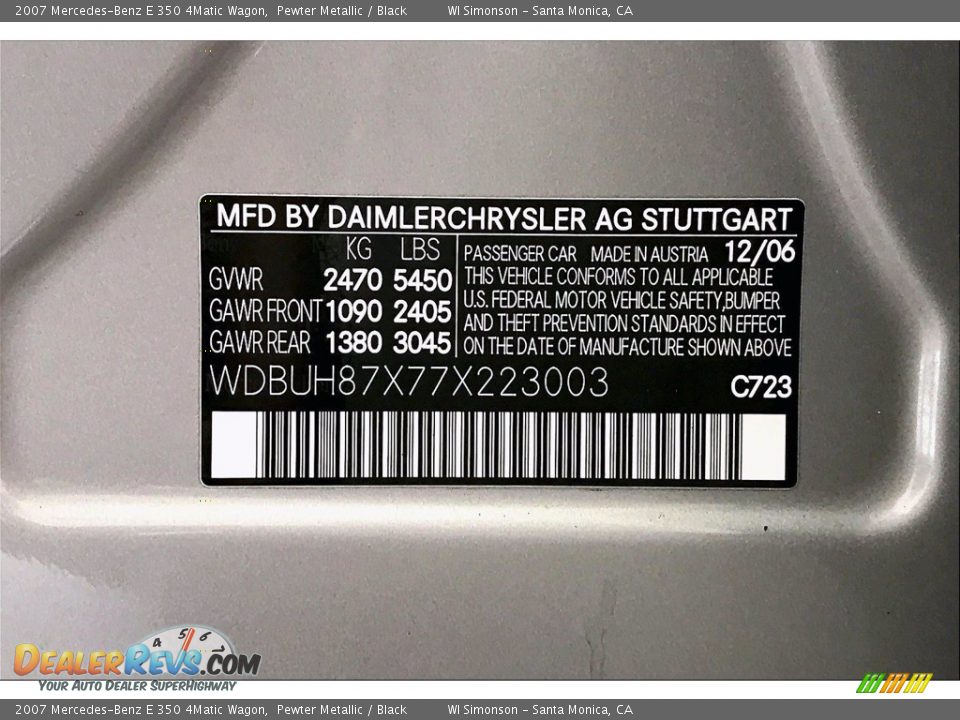 2007 Mercedes-Benz E 350 4Matic Wagon, Pewter Metallic / Black WI Simonson - Santa Monica, CA
MFD BY DAIMLERCHRYSLER AG STUTTGART
KG LBS
GVWR 2470 5450
GAWR FRONT 1090 2405
GAWR REAR 1380 3045
PASSENGER CAR MADE IN AUSTRIA 12/06
THIS VEHICLE CONFORMS TO ALL APPLICABLE
U.S. FEDERAL MOTOR VEHICLE SAFETY, BUMPER
AND THEFT PREVENTION STANDARDS IN EFFECT
ON THE DATE OF MANUFACTURE SHOWN ABOVE
WDBUH87X77X223003 C723
4 5 6 7
DEALERREVS.COM
YOUR AUTO DEALER SUPERHIGHWAY
2007 Mercedes-Benz E 350 4Matic Wagon, Pewter Metallic / Black WI Simonson - Santa Monica, CA